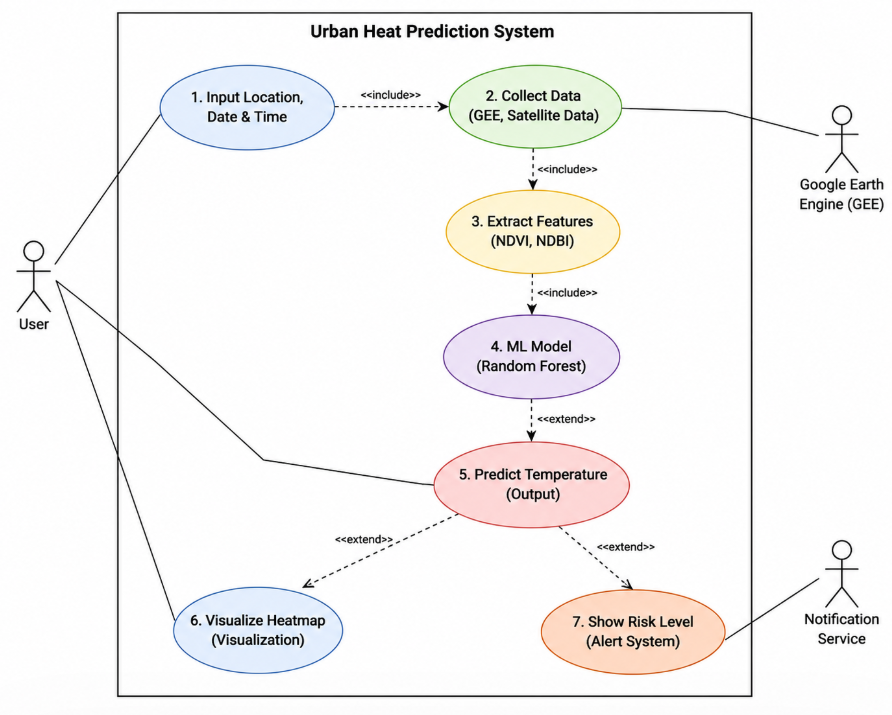 Urban Heat Prediction System
1. Input Location,
Date & Time
<<include>>
2. Collect Data
(GEE, Satellite Data)
Google Earth
Engine (GEE)
<<include>>
3. Extract Features
(NDVI, NDBI)
<<include>>
User
4. ML Model
(Random Forest)
<<extend>>
5. Predict Temperature
(Output)
<<extend>>
<<extend>>
6. Visualize Heatmap
(Visualization)
7. Show Risk Level
(Alert System)
Notification
Service